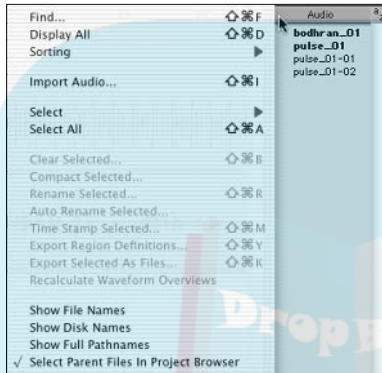 Find... ⇧⌘F
Display All ⇧⌘D
Sorting ▶
Import Audio... ⇧⌘I
Select ▶
Select All ⇧⌘A
Clear Selected... ⇧⌘B
Compact Selected...
Rename Selected... ⇧⌘R
Auto Rename Selected...
Time Stamp Selected... ⇧⌘M
Export Region Definitions... ⇧⌘Y
Export Selected As Files... ⇧⌘K
Recalculate Waveform Overviews
Show File Names
Show Disk Names
Show Full Pathnames
✓ Select Parent Files In Project Browser
Audio
bodhran_01
pulse_01
pulse_01-01
pulse_01-02
Drop